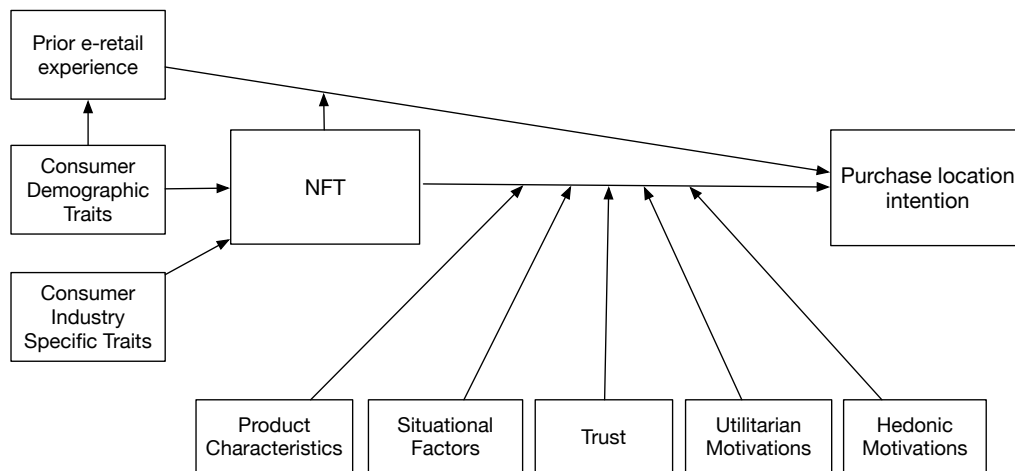 Prior e-retail
experience
Consumer
Demographic
Traits
NFT
Purchase location
intention
Consumer
Industry
Specific Traits
Product
Characteristics
Situational
Factors
Trust
Utilitarian
Motivations
Hedonic
Motivations